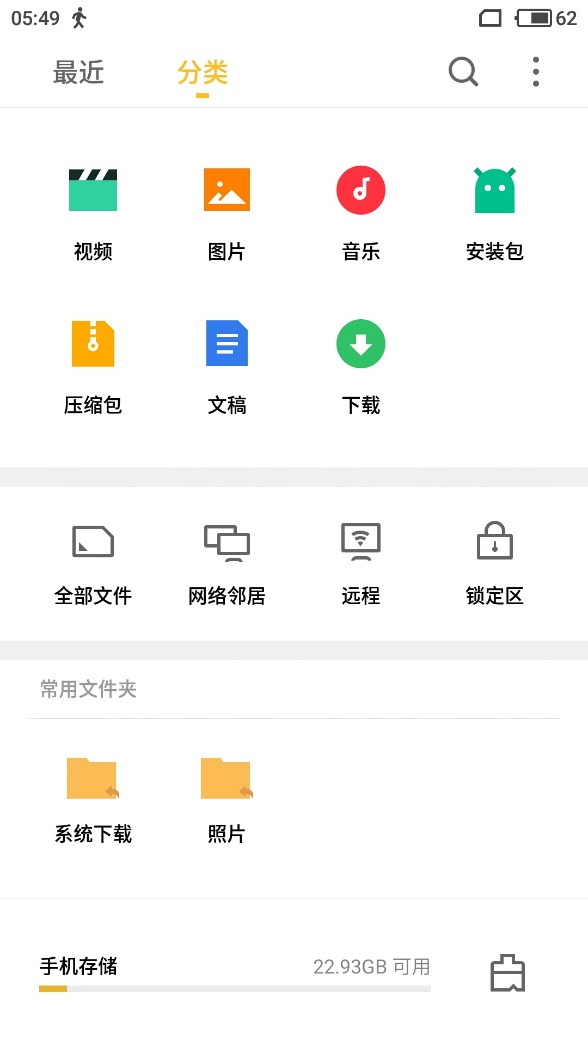 05:49 62
最近 分类
视频 图片 音乐 安装包
压缩包 文稿 下载
全部文件 网络邻居 远程 锁定区
常用文件夹
系统下载 照片
手机存储 22.93GB 可用